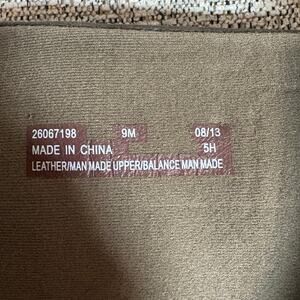 26067198 9M 08/13
MADE IN CHINA 5H
LEATHER/MAN MADE UPPER/BALANCE MAN MADE